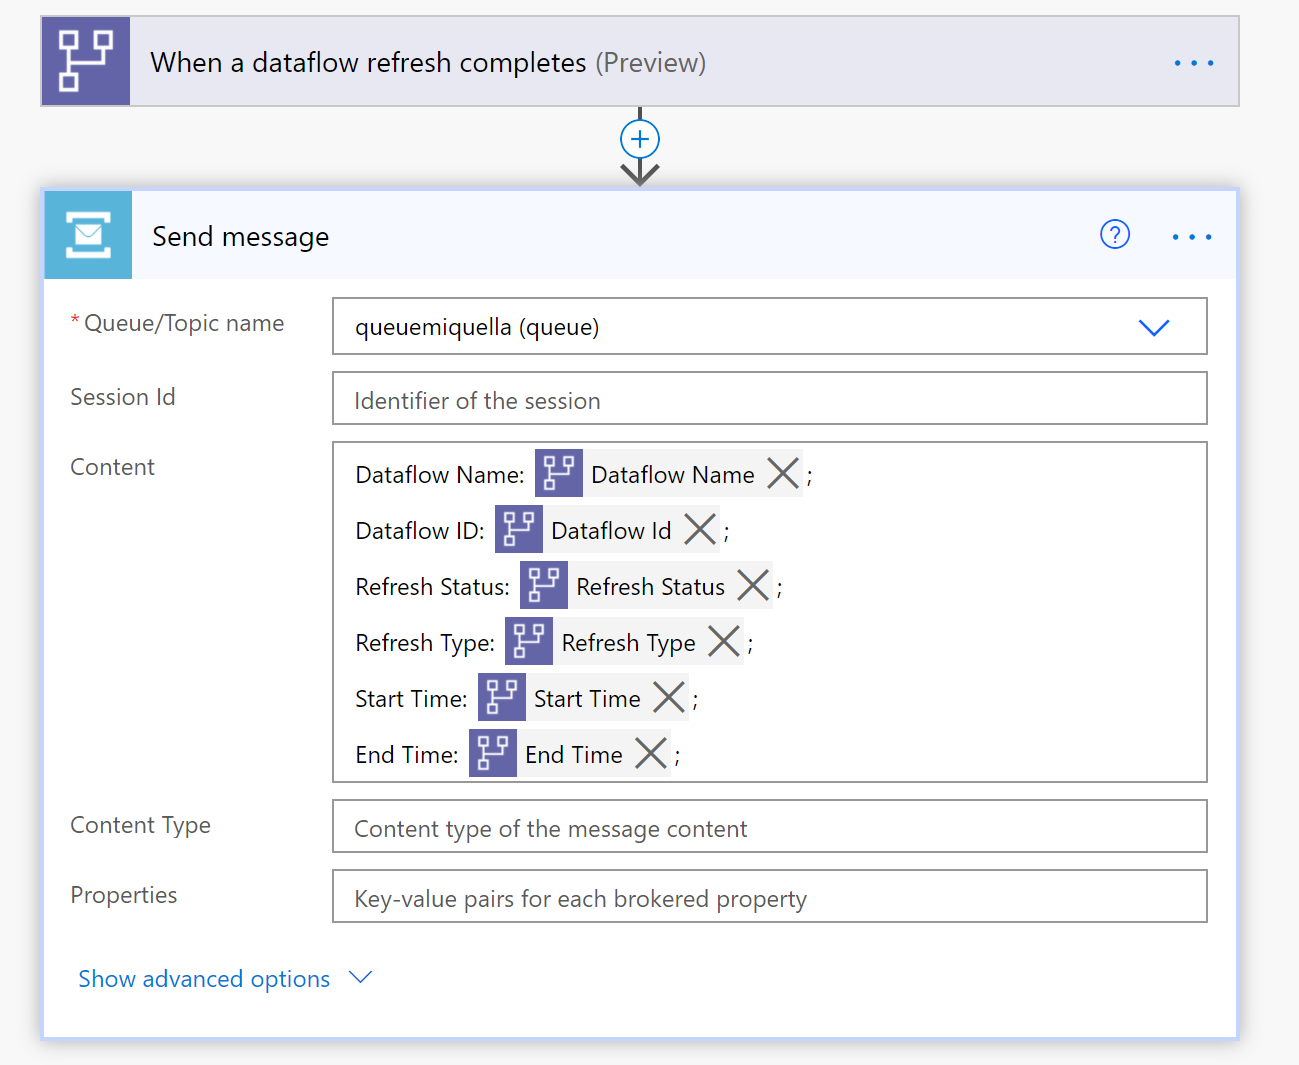 When a dataflow refresh completes (Preview)
Send message
* Queue/Topic name
queuemiquella (queue)
Session Id
Identifier of the session
Content
Dataflow Name: Dataflow Name ;
Dataflow ID: Dataflow Id ;
Refresh Status: Refresh Status ;
Refresh Type: Refresh Type ;
Start Time: Start Time ;
End Time: End Time ;
Content Type
Content type of the message content
Properties
Key-value pairs for each brokered property
Show advanced options